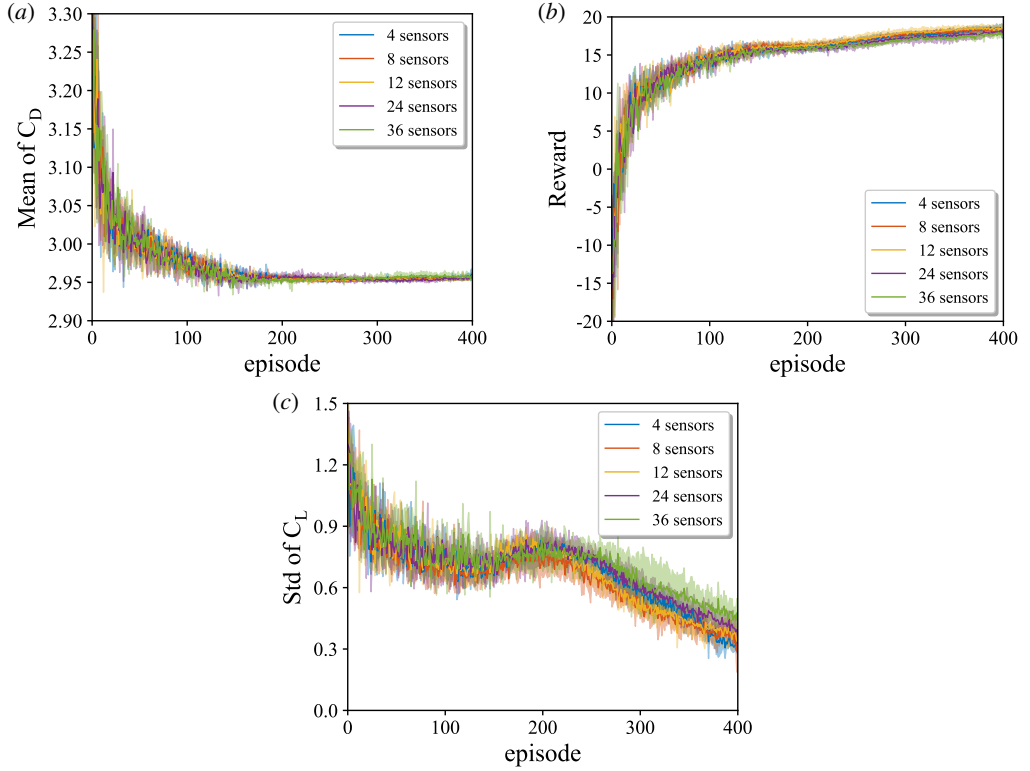 (a)
3.30
3.25
3.20
3.15
3.10
3.05
3.00
2.95
2.90
Mean of C_D
0
100
200
300
400
episode
4 sensors
8 sensors
12 sensors
24 sensors
36 sensors
(b)
20
15
10
5
0
-5
-10
-15
-20
Reward
0
100
200
300
400
episode
4 sensors
8 sensors
12 sensors
24 sensors
36 sensors
(c)
1.5
1.2
0.9
0.6
0.3
0.0
Std of C_L
0
100
200
300
400
episode
4 sensors
8 sensors
12 sensors
24 sensors
36 sensors